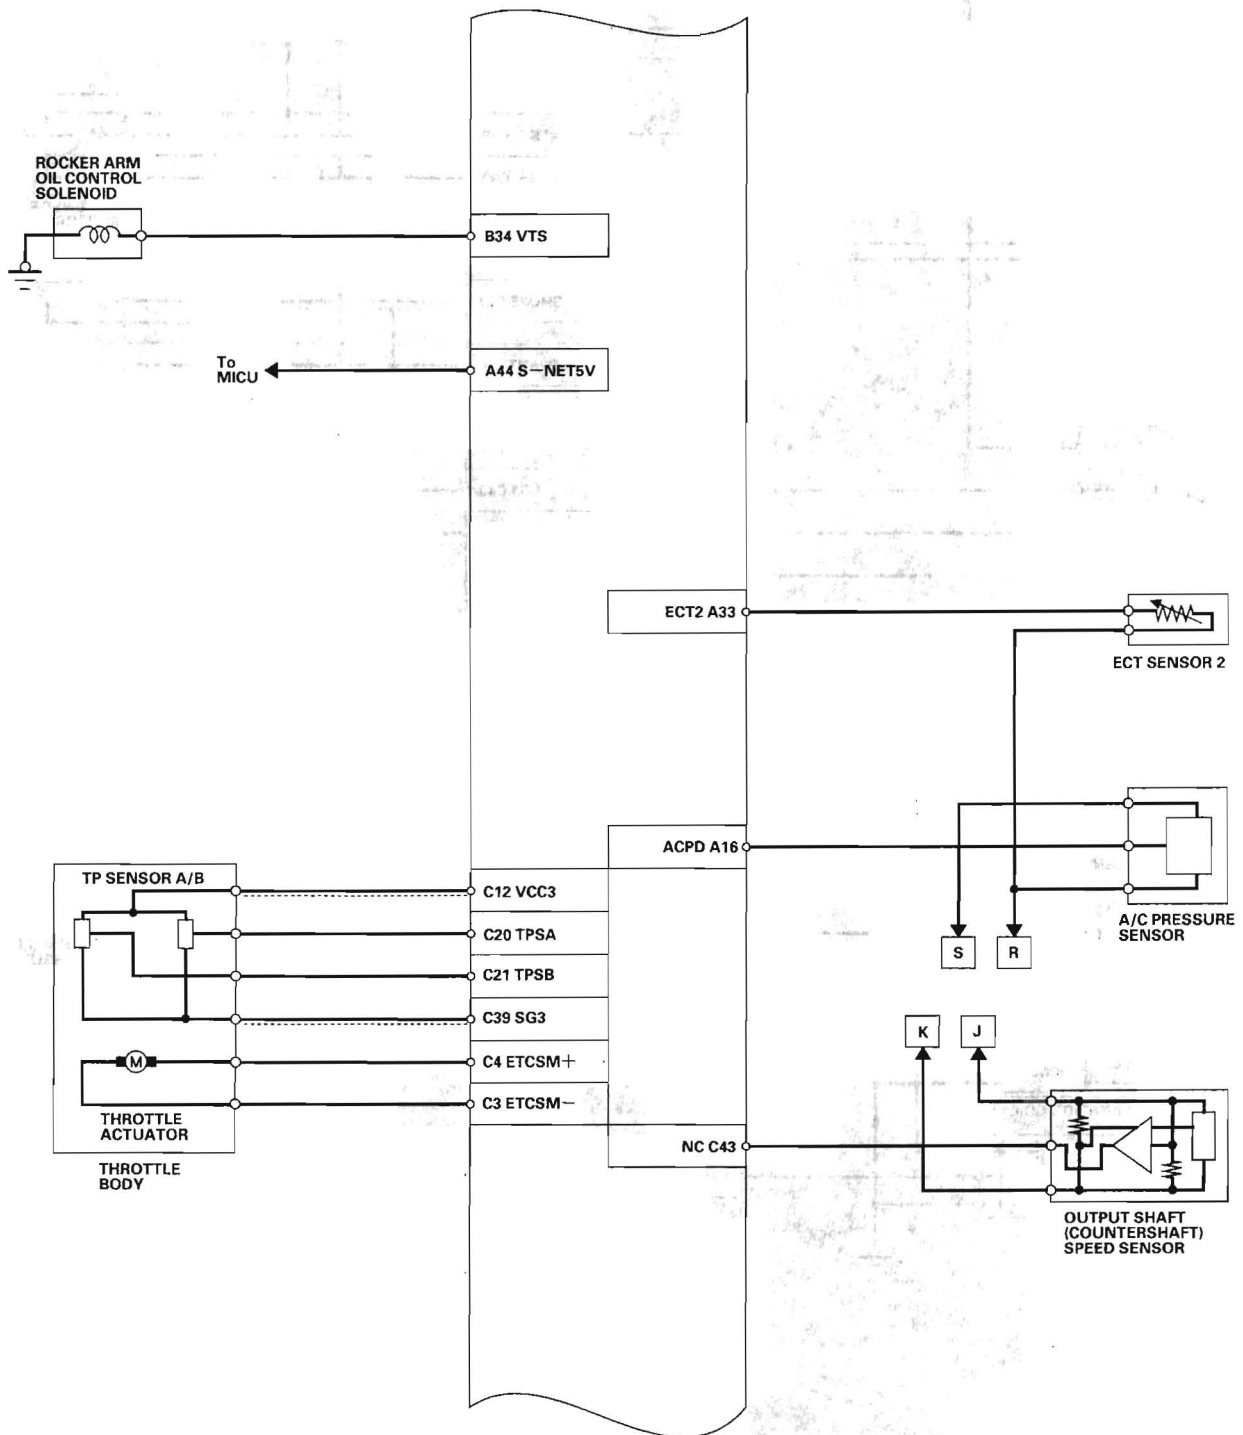 ROCKER ARM
OIL CONTROL
SOLENOID
B34 VTS
To
MICU
A44 S—NET5V
ECT2 A33
ECT SENSOR 2
ACPD A16
A/C PRESSURE
SENSOR
S
R
TP SENSOR A/B
C12 VCC3
C20 TPSA
C21 TPSB
C39 SG3
C4 ETCSM+
C3 ETCSM—
M
THROTTLE
ACTUATOR
THROTTLE
BODY
K
J
NC C43
OUTPUT SHAFT
(COUNTERSHAFT)
SPEED SENSOR